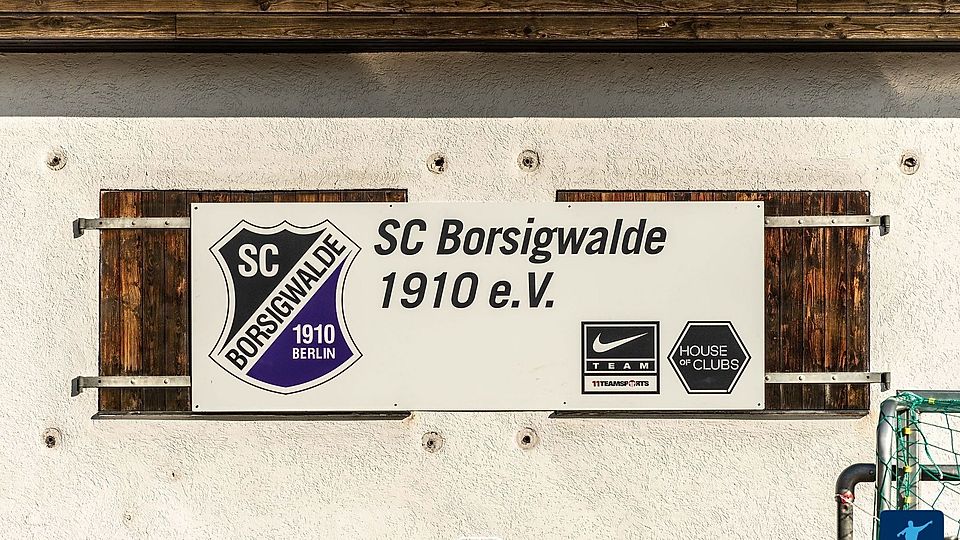 SC
BORSIGWALDE
1910
BERLIN
SC Borsigwalde
1910 e.V.
TEAM
11TEAMSPORTS
HOUSE
OF CLUBS